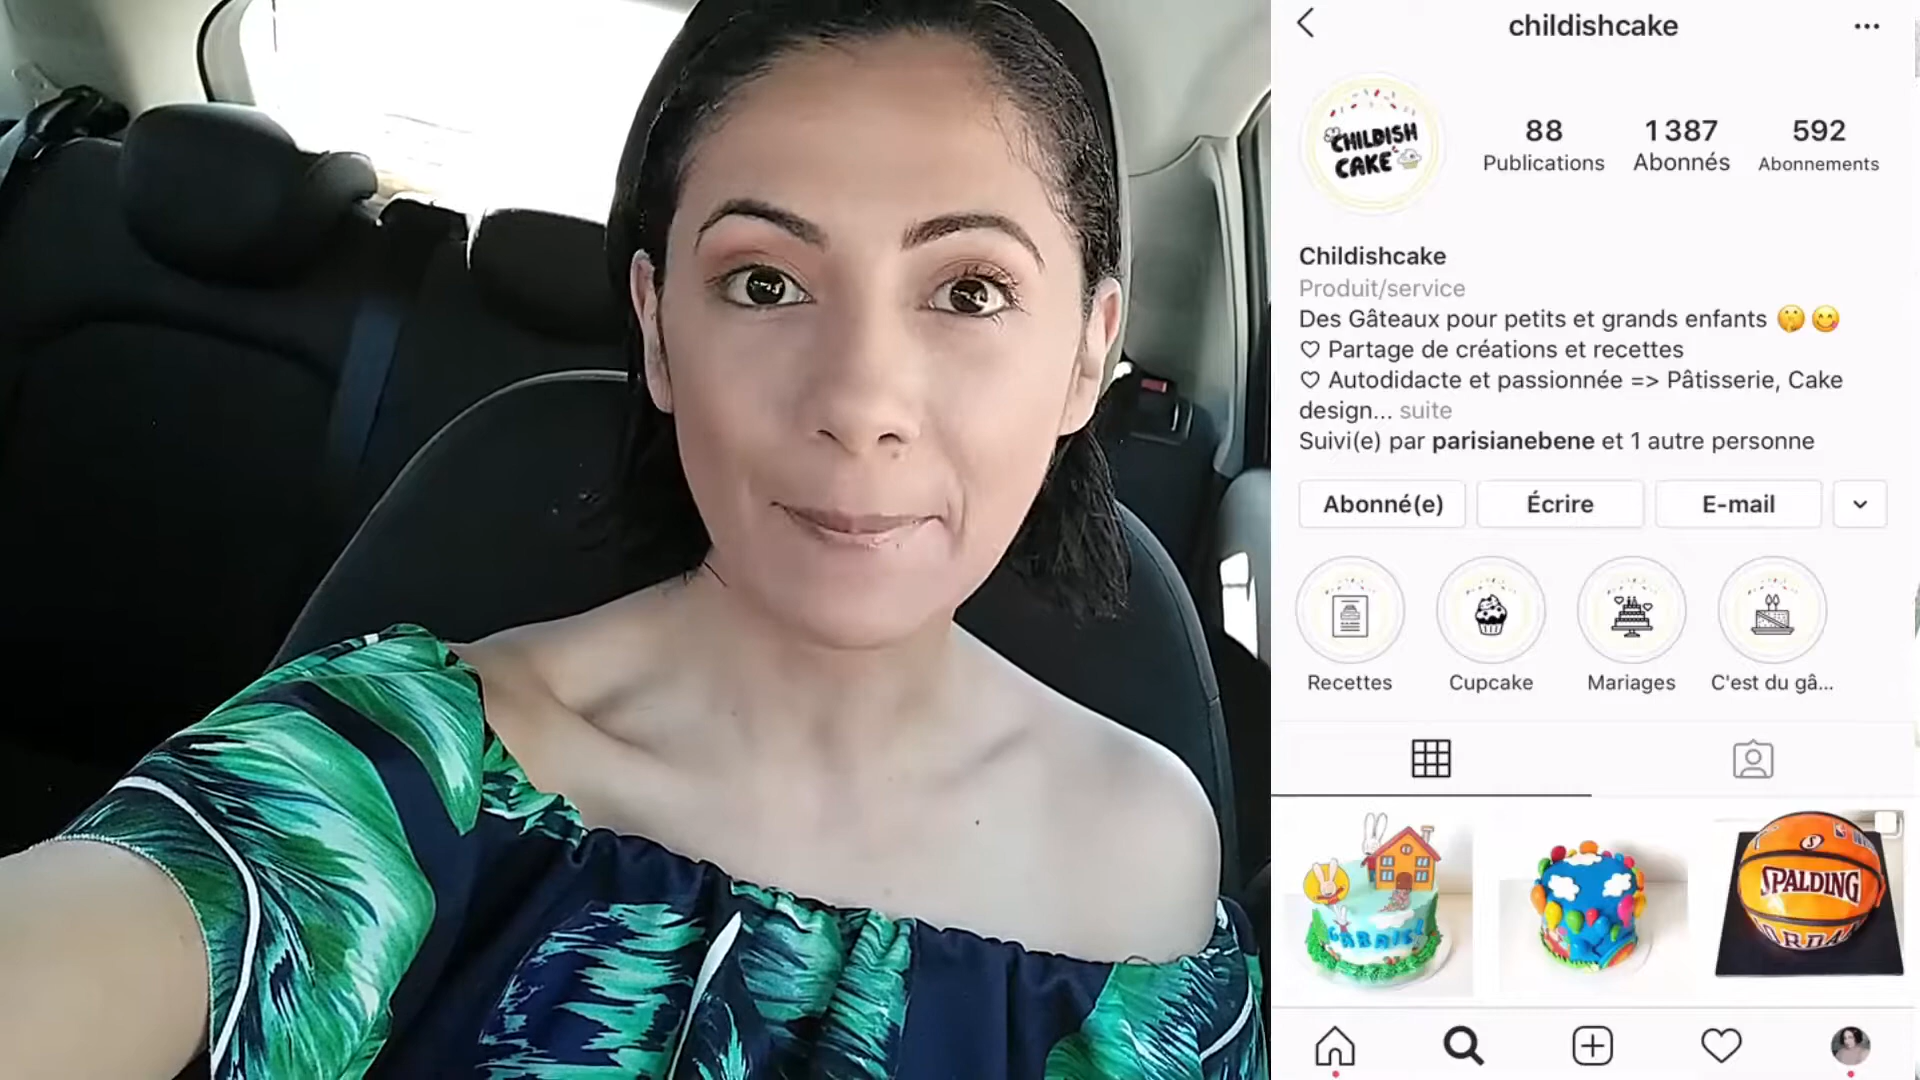 childishcake
CHILDISH
CAKE
88
Publications
1 387
Abonnés
592
Abonnements
Childishcake
Produit/service
Des Gâteaux pour petits et grands enfants 🤫😋
♡ Partage de créations et recettes
♡ Autodidacte et passionnée => Pâtisserie, Cake
design... suite
Suivi(e) par parisianebene et 1 autre personne
Abonné(e)
Écrire
E-mail
Recettes
Cupcake
Mariages
C'est du gâ...
GABRIEL
SPALDING
JORDAN